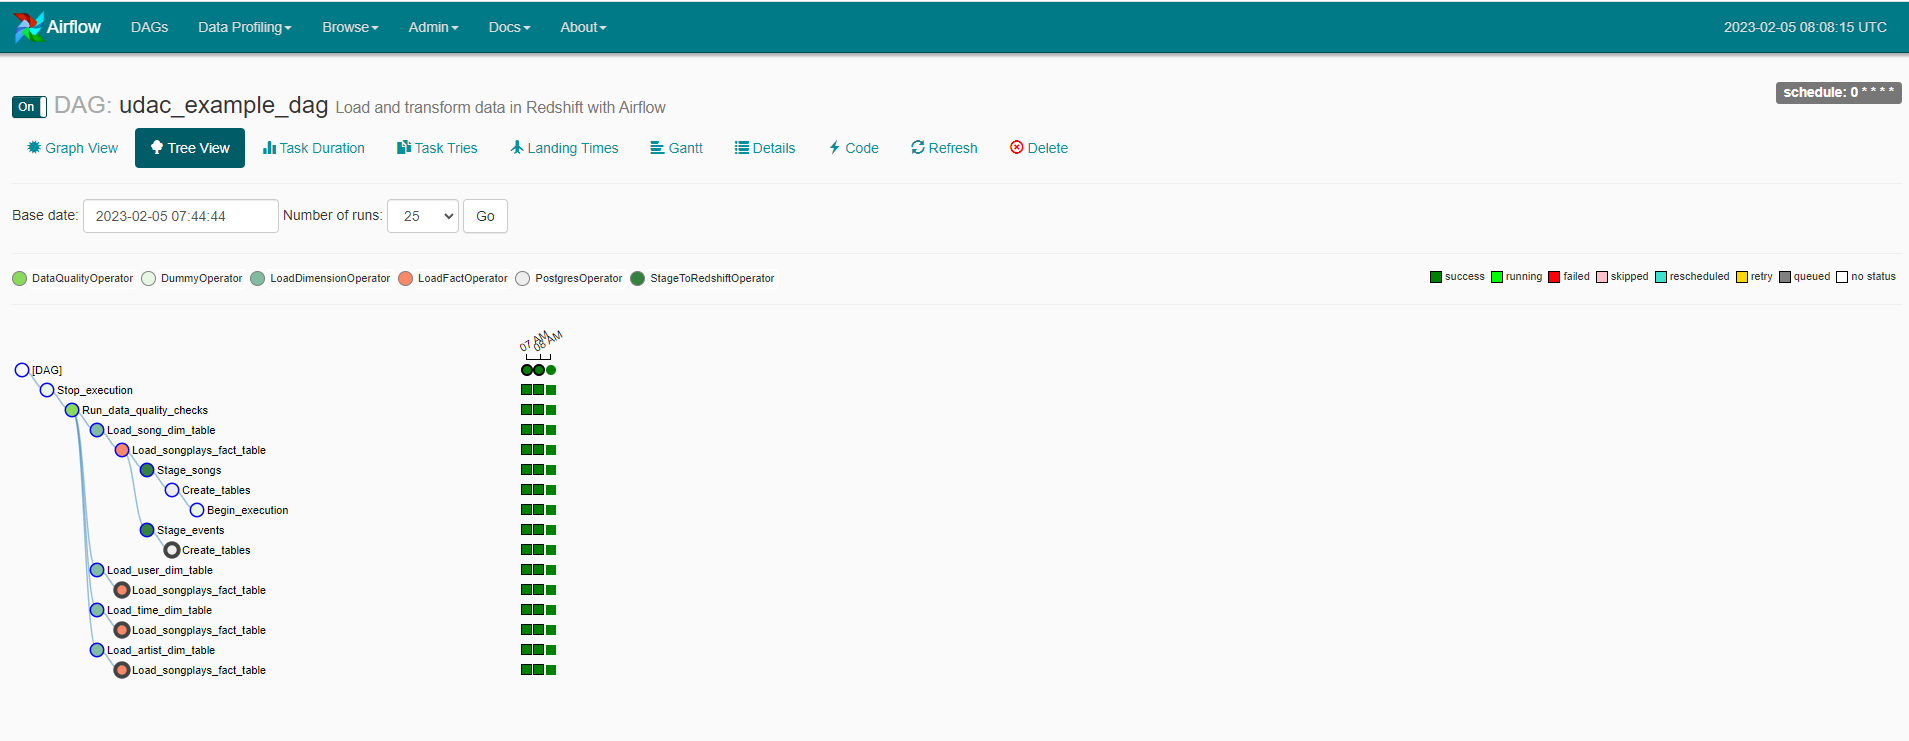 Airflow DAGs Data Profiling Browse Admin Docs About 2023-02-05 08:08:15 UTC
On DAG: udac_example_dag Load and transform data in Redshift with Airflow schedule: 0 * * * *
Graph View Tree View Task Duration Task Tries Landing Times Gantt Details Code Refresh Delete
Base date: 2023-02-05 07:44:44 Number of runs: 25 Go
DataQualityOperator DummyOperator LoadDimensionOperator LoadFactOperator PostgresOperator StageToRedshiftOperator success running failed skipped rescheduled retry queued no status
07 AM 08 AM
[DAG]
Stop_execution
Run_data_quality_checks
Load_song_dim_table
Load_songplays_fact_table
Stage_songs
Create_tables
Begin_execution
Stage_events
Create_tables
Load_user_dim_table
Load_songplays_fact_table
Load_time_dim_table
Load_songplays_fact_table
Load_artist_dim_table
Load_songplays_fact_table